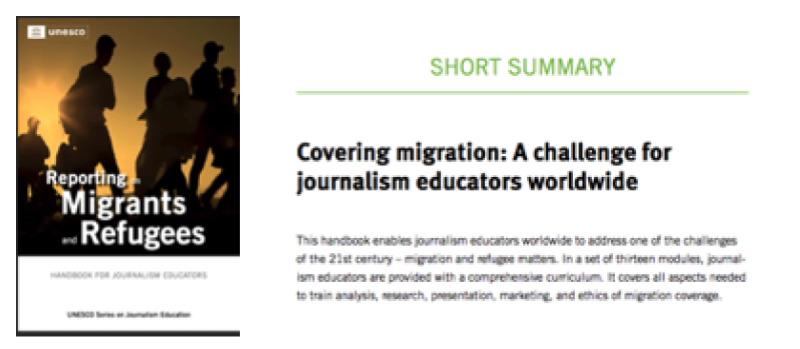 unesco
Reporting on
Migrants
and Refugees
HANDBOOK FOR JOURNALISM EDUCATORS
UNESCO Series on Journalism Education
SHORT SUMMARY
Covering migration: A challenge for
journalism educators worldwide
This handbook enables journalism educators worldwide to address one of the challenges
of the 21st century – migration and refugee matters. In a set of thirteen modules, journal-
ism educators are provided with a comprehensive curriculum. It covers all aspects needed
to train analysis, research, presentation, marketing, and ethics of migration coverage.